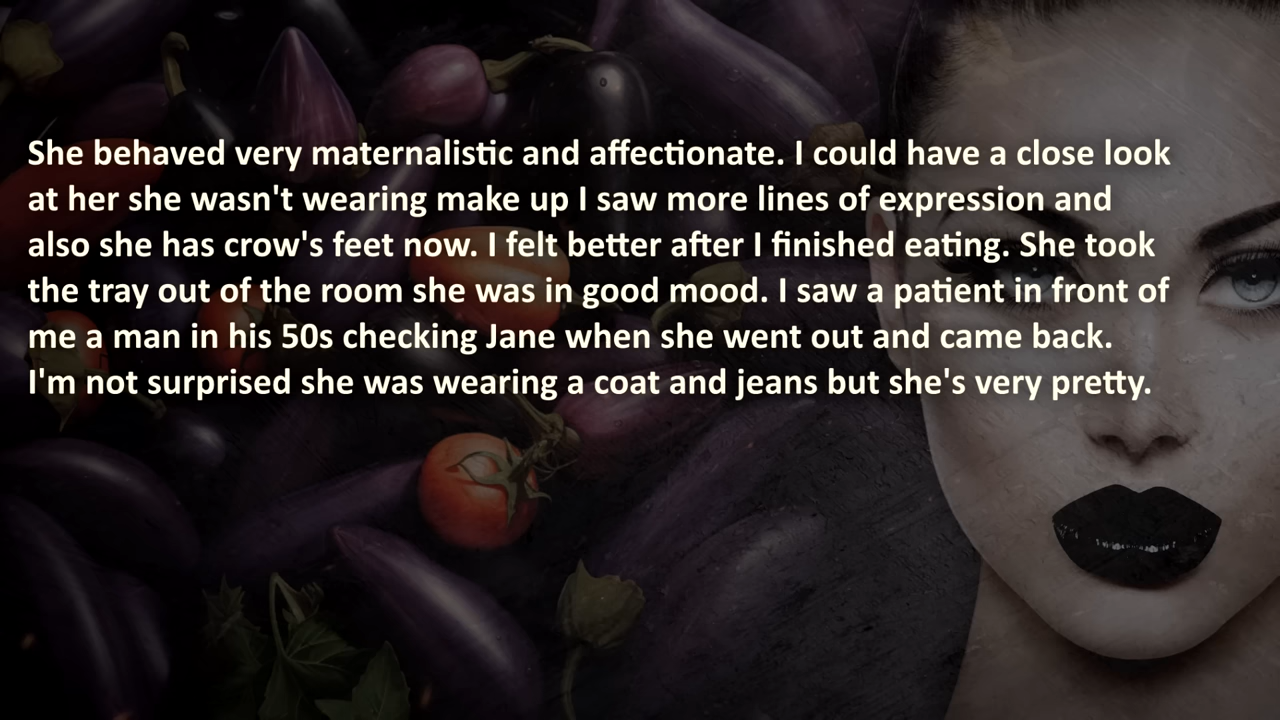 She behaved very maternalistic and affectionate. I could have a close look
at her she wasn't wearing make up I saw more lines of expression and
also she has crow's feet now. I felt better after I finished eating. She took
the tray out of the room she was in good mood. I saw a patient in front of
me a man in his 50s checking Jane when she went out and came back.
I'm not surprised she was wearing a coat and jeans but she's very pretty.